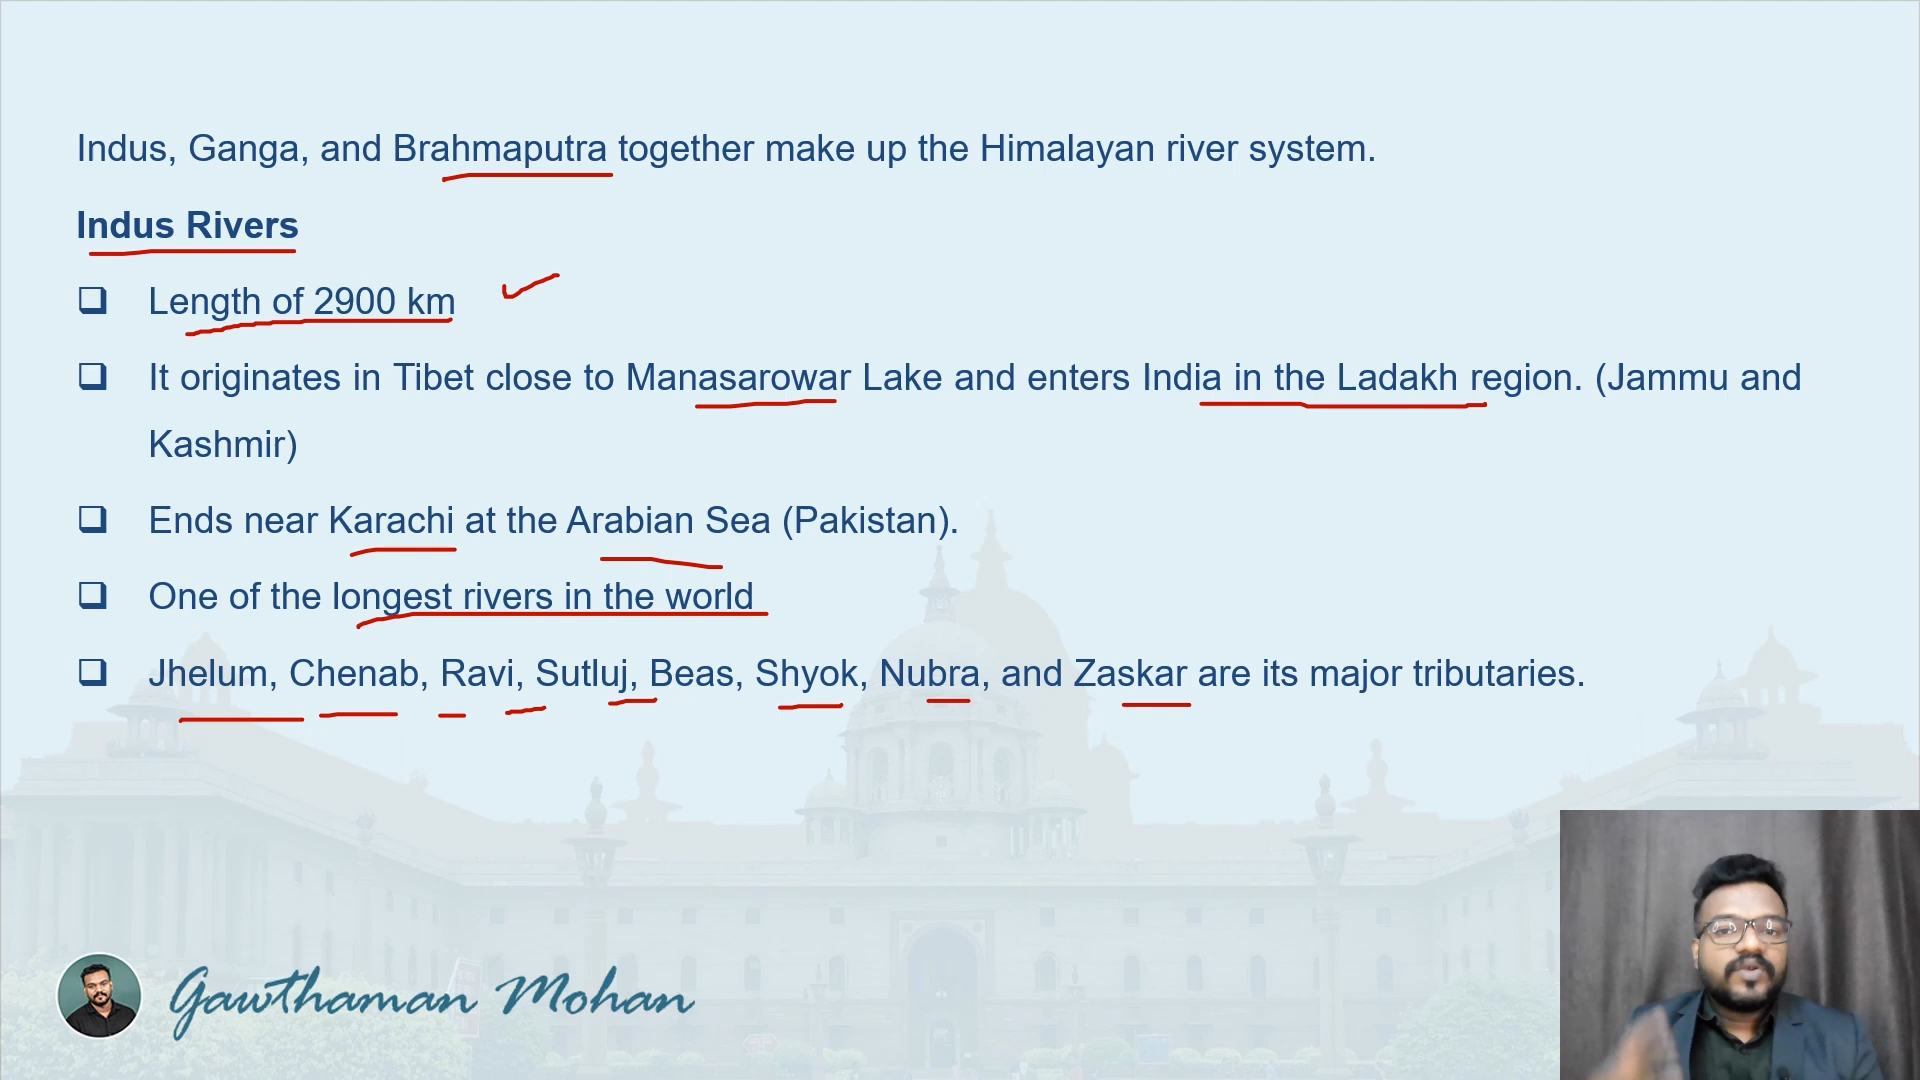 Indus, Ganga, and Brahmaputra together make up the Himalayan river system.
Indus Rivers
❑ Length of 2900 km
❑ It originates in Tibet close to Manasarowar Lake and enters India in the Ladakh region. (Jammu and
Kashmir)
❑ Ends near Karachi at the Arabian Sea (Pakistan).
❑ One of the longest rivers in the world
❑ Jhelum, Chenab, Ravi, Sutluj, Beas, Shyok, Nubra, and Zaskar are its major tributaries.
Gawthaman Mohan